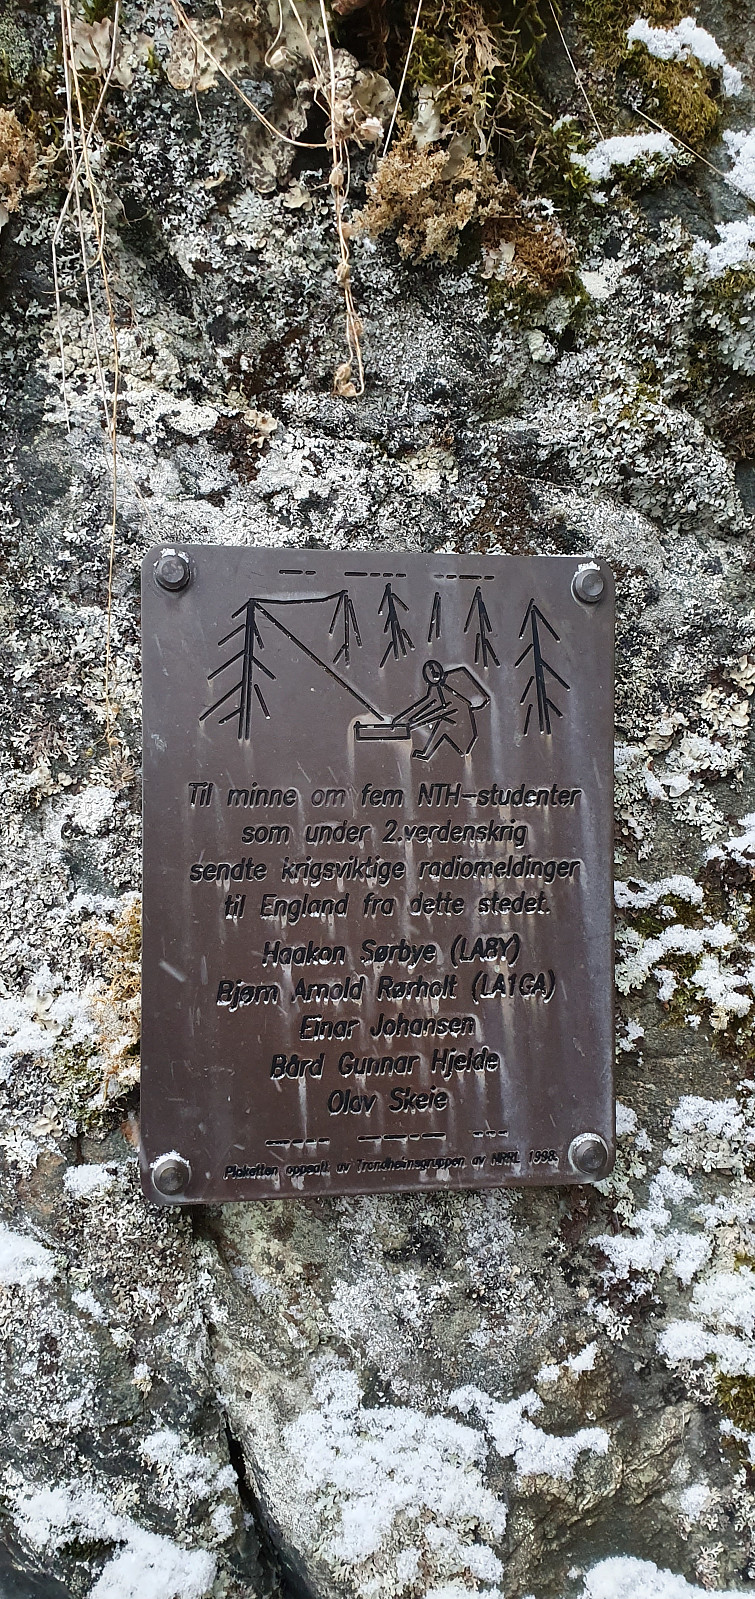 Til minne om fem NTH-studenter
som under 2.verdenskrig
sendte krigsviktige radiomeldinger
til England fra dette stedet.
Haakon Sørbye (LA8Y)
Bjørn Arnold Rørholt (LA1GA)
Einar Johansen
Bård Gunnar Hjelde
Olav Skeie
Plaketten oppsatt av Trondheimsgruppen av NRRL 1998.